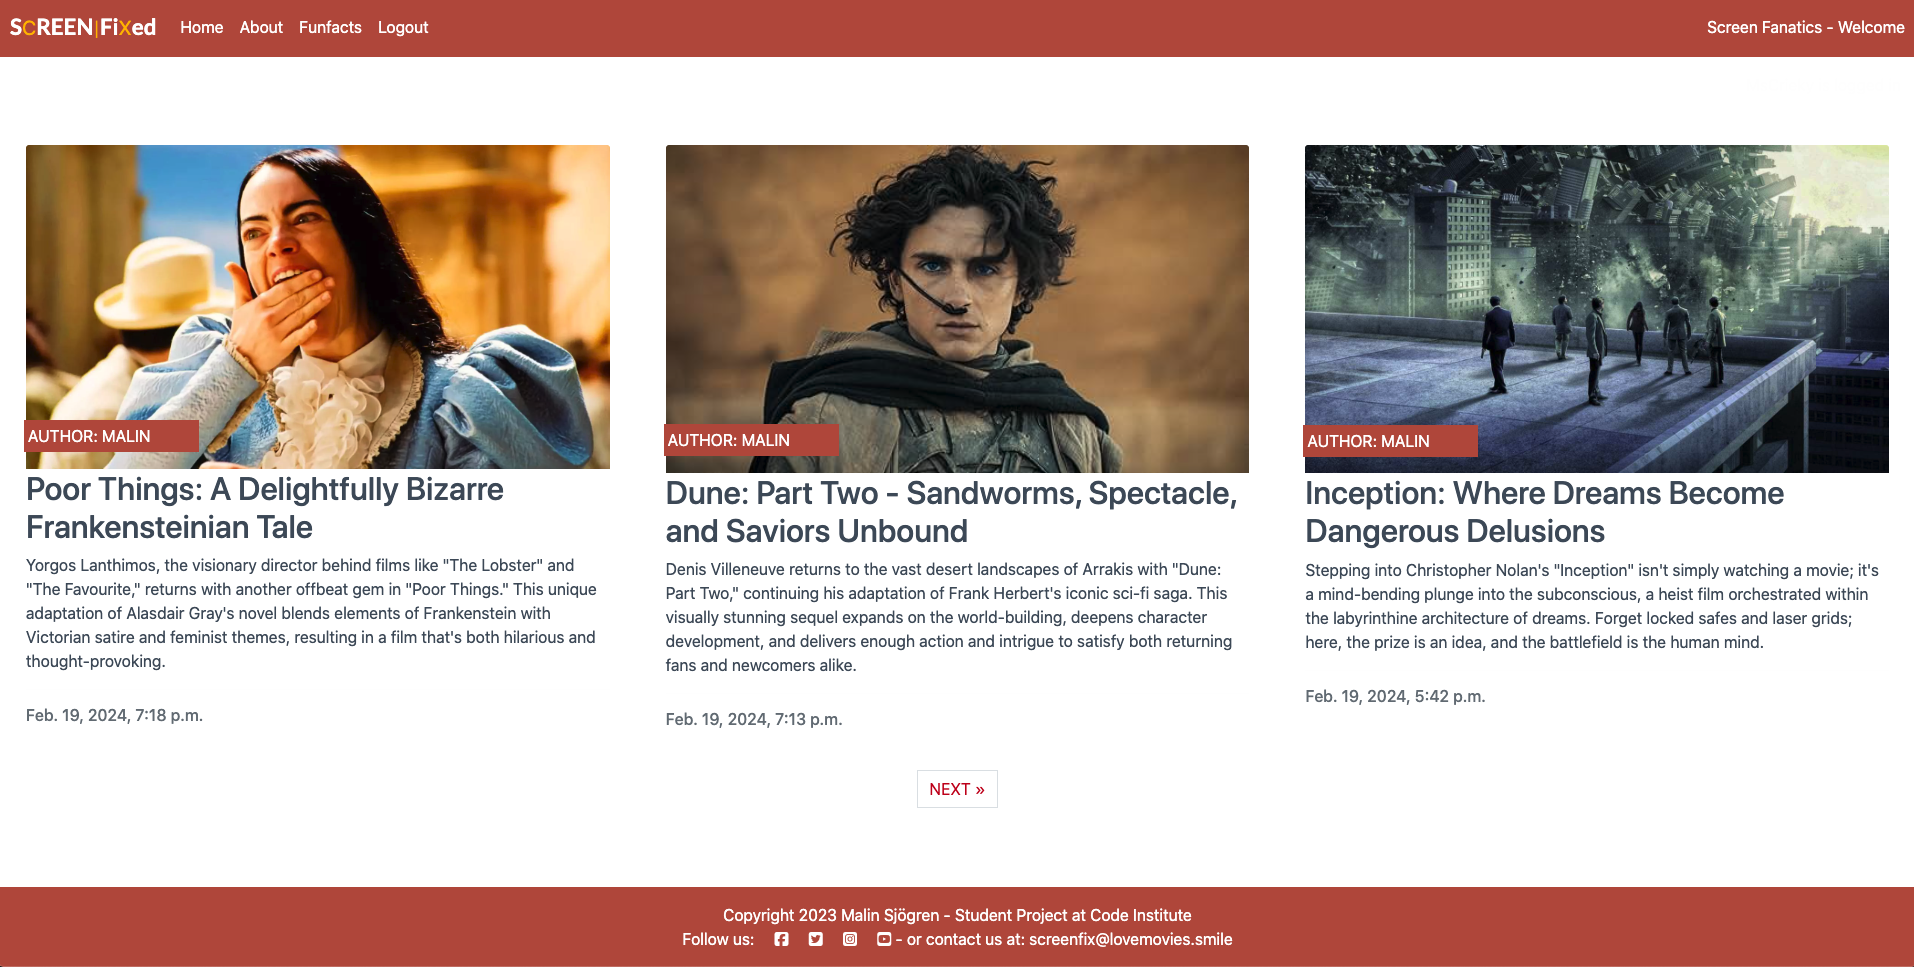 SCREEN|FiXed Home About Funfacts Logout Screen Fanatics - Welcome
AUTHOR: MALIN
Poor Things: A Delightfully Bizarre
Frankensteinian Tale
Yorgos Lanthimos, the visionary director behind films like "The Lobster" and
"The Favourite," returns with another offbeat gem in "Poor Things." This unique
adaptation of Alasdair Gray's novel blends elements of Frankenstein with
Victorian satire and feminist themes, resulting in a film that's both hilarious and
thought-provoking.
Feb. 19, 2024, 7:18 p.m.
AUTHOR: MALIN
Dune: Part Two - Sandworms, Spectacle,
and Saviors Unbound
Denis Villeneuve returns to the vast desert landscapes of Arrakis with "Dune:
Part Two," continuing his adaptation of Frank Herbert's iconic sci-fi saga. This
visually stunning sequel expands on the world-building, deepens character
development, and delivers enough action and intrigue to satisfy both returning
fans and newcomers alike.
Feb. 19, 2024, 7:13 p.m.
AUTHOR: MALIN
Inception: Where Dreams Become
Dangerous Delusions
Stepping into Christopher Nolan's "Inception" isn't simply watching a movie; it's
a mind-bending plunge into the subconscious, a heist film orchestrated within
the labyrinthine architecture of dreams. Forget locked safes and laser grids;
here, the prize is an idea, and the battlefield is the human mind.
Feb. 19, 2024, 5:42 p.m.
NEXT »
Copyright 2023 Malin Sjögren - Student Project at Code Institute
Follow us: - or contact us at: screenfix@lovemovies.smile